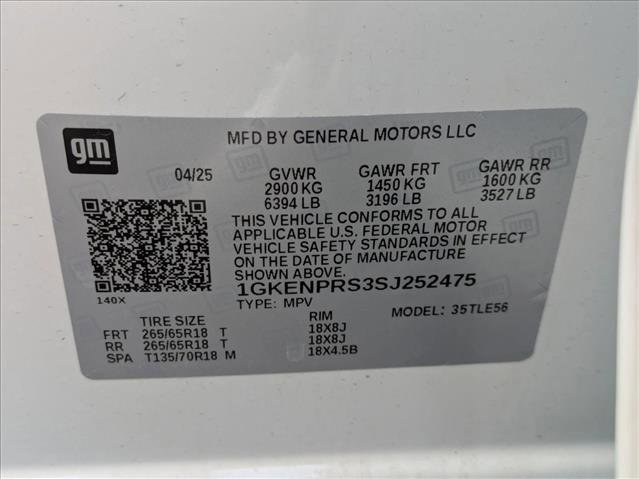 gm
MFD BY GENERAL MOTORS LLC
04/25 GVWR GAWR FRT GAWR RR
2900 KG 1450 KG 1600 KG
6394 LB 3196 LB 3527 LB
THIS VEHICLE CONFORMS TO ALL
APPLICABLE U.S. FEDERAL MOTOR
VEHICLE SAFETY STANDARDS IN EFFECT
ON THE DATE OF MANUFACTURE
SHOWN ABOVE.
1GKENPRS3SJ252475
140X
TYPE: MPV MODEL: 35TLE56
TIRE SIZE RIM
FRT 265/65R18 T 18X8J
RR 265/65R18 T 18X8J
SPA T135/70R18 M 18X4.5B